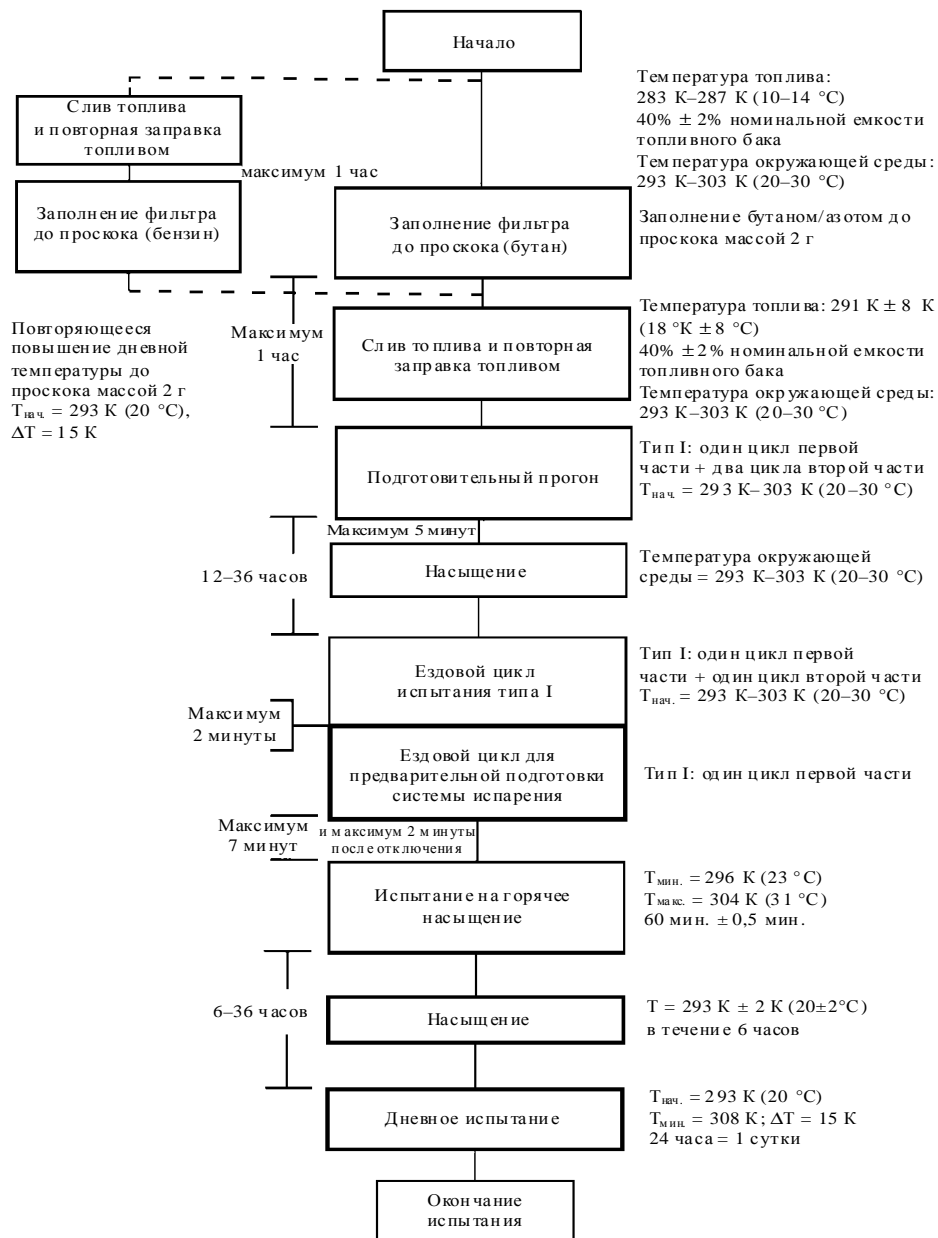 Начало
Слив топлива
и повторная заправка
топливом
Температура топлива:
283 К–287 К (10–14 °С)
40% ± 2% номинальной емкости
топливного бака
Температура окружающей среды:
293 К–303 К (20–30 °С)
максимум 1 час
Заполнение фильтра
до проскока (бензин)
Заполнение фильтра
до проскока (бутан)
Заполнение бутаном/азотом до
проскока массой 2 г
Повторяющееся
повышение дневной
температуры до
проскока массой 2 г
Tнач. = 293 К (20 °С),
ΔT = 15 К
Максимум
1 час
Слив топлива и повторная
заправка топливом
Температура топлива: 291 К ± 8 К
(18 °К ± 8 °С)
40% ± 2% номинальной емкости
топливного бака
Температура окружающей среды:
293 К–303 К (20–30 °С)
Подготовительный прогон
Тип I: один цикл первой
части + два цикла второй части
Tнач. = 293 К–303 К (20–30 °С)
Максимум 5 минут
12–36 часов
Насыщение
Температура окружающей
среды = 293 К–303 К (20–30 °С)
Ездовой цикл
испытания типа I
Тип I: один цикл первой
части + один цикл второй части
Tнач. = 293 К–303 К (20–30 °С)
Максимум
2 минуты
Ездовой цикл для
предварительной подготовки
системы испарения
Тип I: один цикл первой части
Максимум
7 минут
и максимум 2 минуты
после отключения
Испытание на горячее
насыщение
Tмин. = 296 К (23 °С)
Tмакс. = 304 К (31 °С)
60 мин. ± 0,5 мин.
6–36 часов
Насыщение
T = 293 К ± 2 К (20±2°С)
в течение 6 часов
Дневное испытание
Tнач. = 293 К (20 °С)
Tмин. = 308 К; ΔT = 15 К
24 часа = 1 сутки
Окончание
испытания